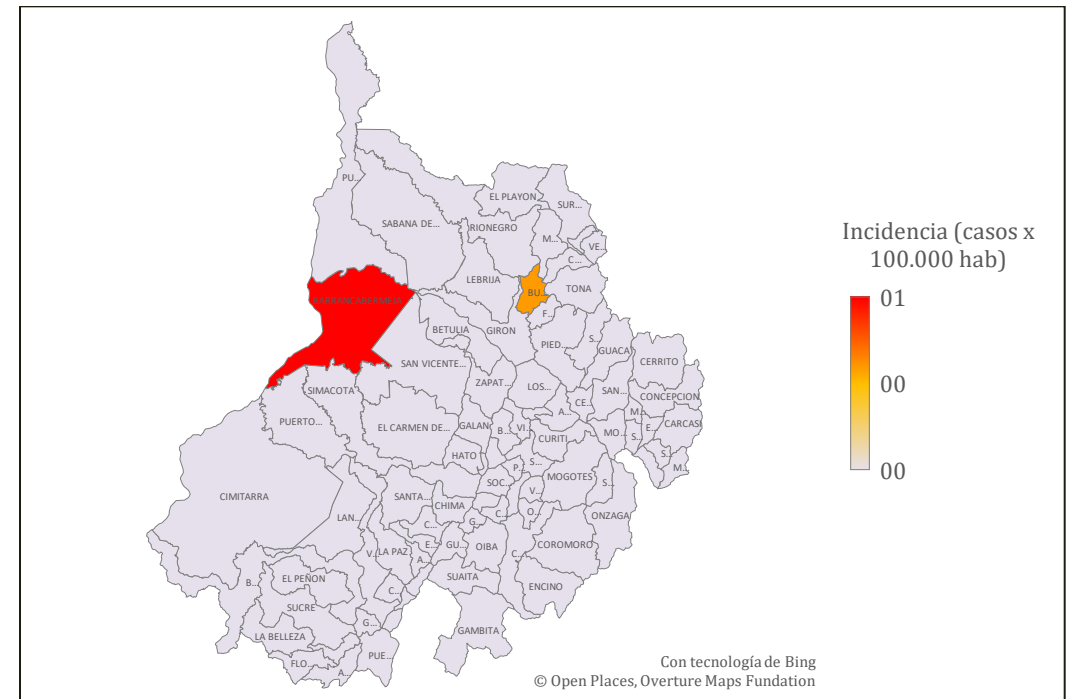 PU...
EL PLAYON
SUR...
SABANA DE...
RIONEGRO
M...
VE...
C...
LEBRIJA
TONA
BU...
BARRANCABERMEJA
F...
BETULIA
GIRON
PIED...
S...
GUACA
SAN VICENTE...
CERRITO
ZAPAT...
LOS...
SAN...
SIMACOTA
CONCEPCION
CE...
A...
M...
PUERTO...
EL CARMEN DE...
GALAN
B...
VI...
CURITI
MO...
S...
E...
CARCASI
HATO
S...
P...
S...
M...
MOGOTES
SOC...
S...
CIMITARRA
SANTA...
CHIMA
V...
LAN...
C...
G...
C...
O...
ONZAGA
V...
LA PAZ
E...
A...
GU...
OIBA
C...
COROMORO
B...
EL PEÑON
SUAITA
ENCINO
C...
SUCRE
G...
LA BELLEZA
GAMBITA
FLO...
A...
PUE...
Incidencia (casos x
100.000 hab)
01
00
00
Con tecnología de Bing
© Open Places, Overture Maps Fundation